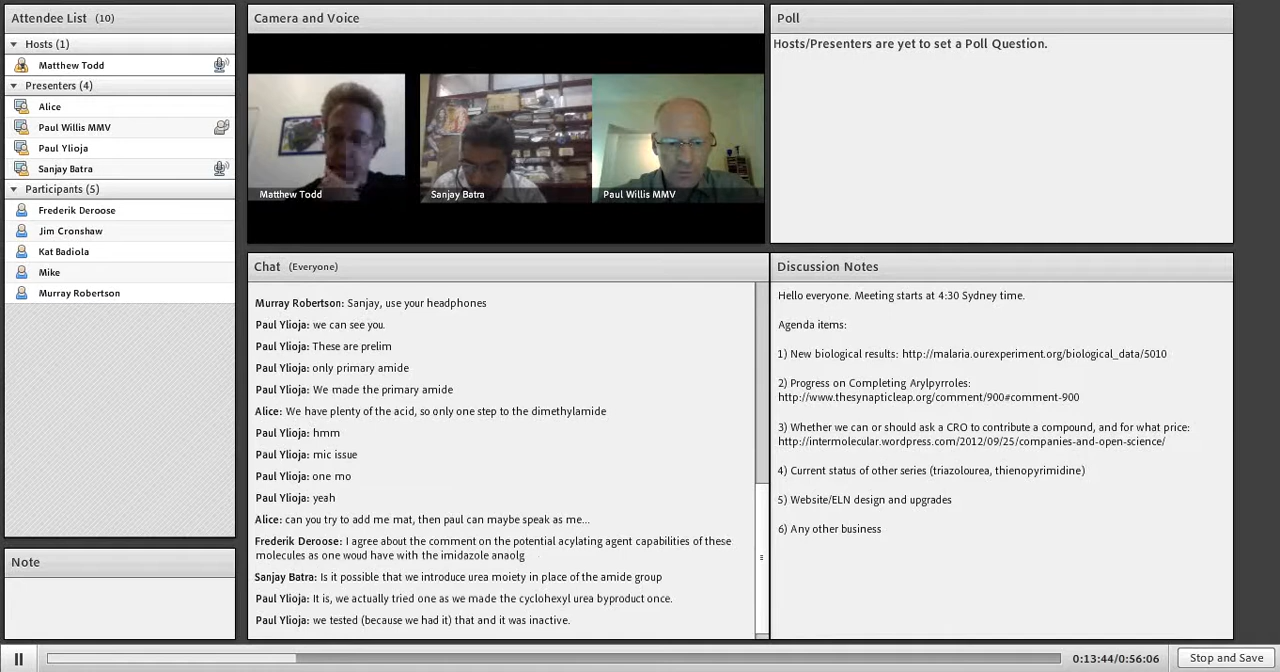 Attendee List (10)
Hosts (1)
Matthew Todd
Presenters (4)
Alice
Paul Willis MMV
Paul Ylioja
Sanjay Batra
Participants (5)
Frederik Deroose
Jim Cronshaw
Kat Badiola
Mike
Murray Robertson
Note
Camera and Voice
Matthew Todd
Sanjay Batra
Paul Willis MMV
Chat (Everyone)
Murray Robertson: Sanjay, use your headphones
Paul Ylioja: we can see you.
Paul Ylioja: These are prelim
Paul Ylioja: only primary amide
Paul Ylioja: We made the primary amide
Alice: We have plenty of the acid, so only one step to the dimethylamide
Paul Ylioja: hmm
Paul Ylioja: mic issue
Paul Ylioja: one mo
Paul Ylioja: yeah
Alice: can you try to add me mat, then paul can maybe speak as me...
Frederik Deroose: I agree about the comment on the potential acylating agent capabilities of these
molecules as one woud have with the imidazole anaolg
Sanjay Batra: Is it possible that we introduce urea moiety in place of the amide group
Paul Ylioja: It is, we actually tried one as we made the cyclohexyl urea byproduct once.
Paul Ylioja: we tested (because we had it) that and it was inactive.
Poll
Hosts/Presenters are yet to set a Poll Question.
Discussion Notes
Hello everyone. Meeting starts at 4:30 Sydney time.
Agenda items:
1) New biological results: http://malaria.ourexperiment.org/biological_data/5010
2) Progress on Completing Arylpyrroles:
http://www.thesynapticleap.org/comment/900#comment-900
3) Whether we can or should ask a CRO to contribute a compound, and for what price:
http://intermolecular.wordpress.com/2012/09/25/companies-and-open-science/
4) Current status of other series (triazolourea, thienopyrimidine)
5) Website/ELN design and upgrades
6) Any other business
0:13:44/0:56:06
Stop and Save